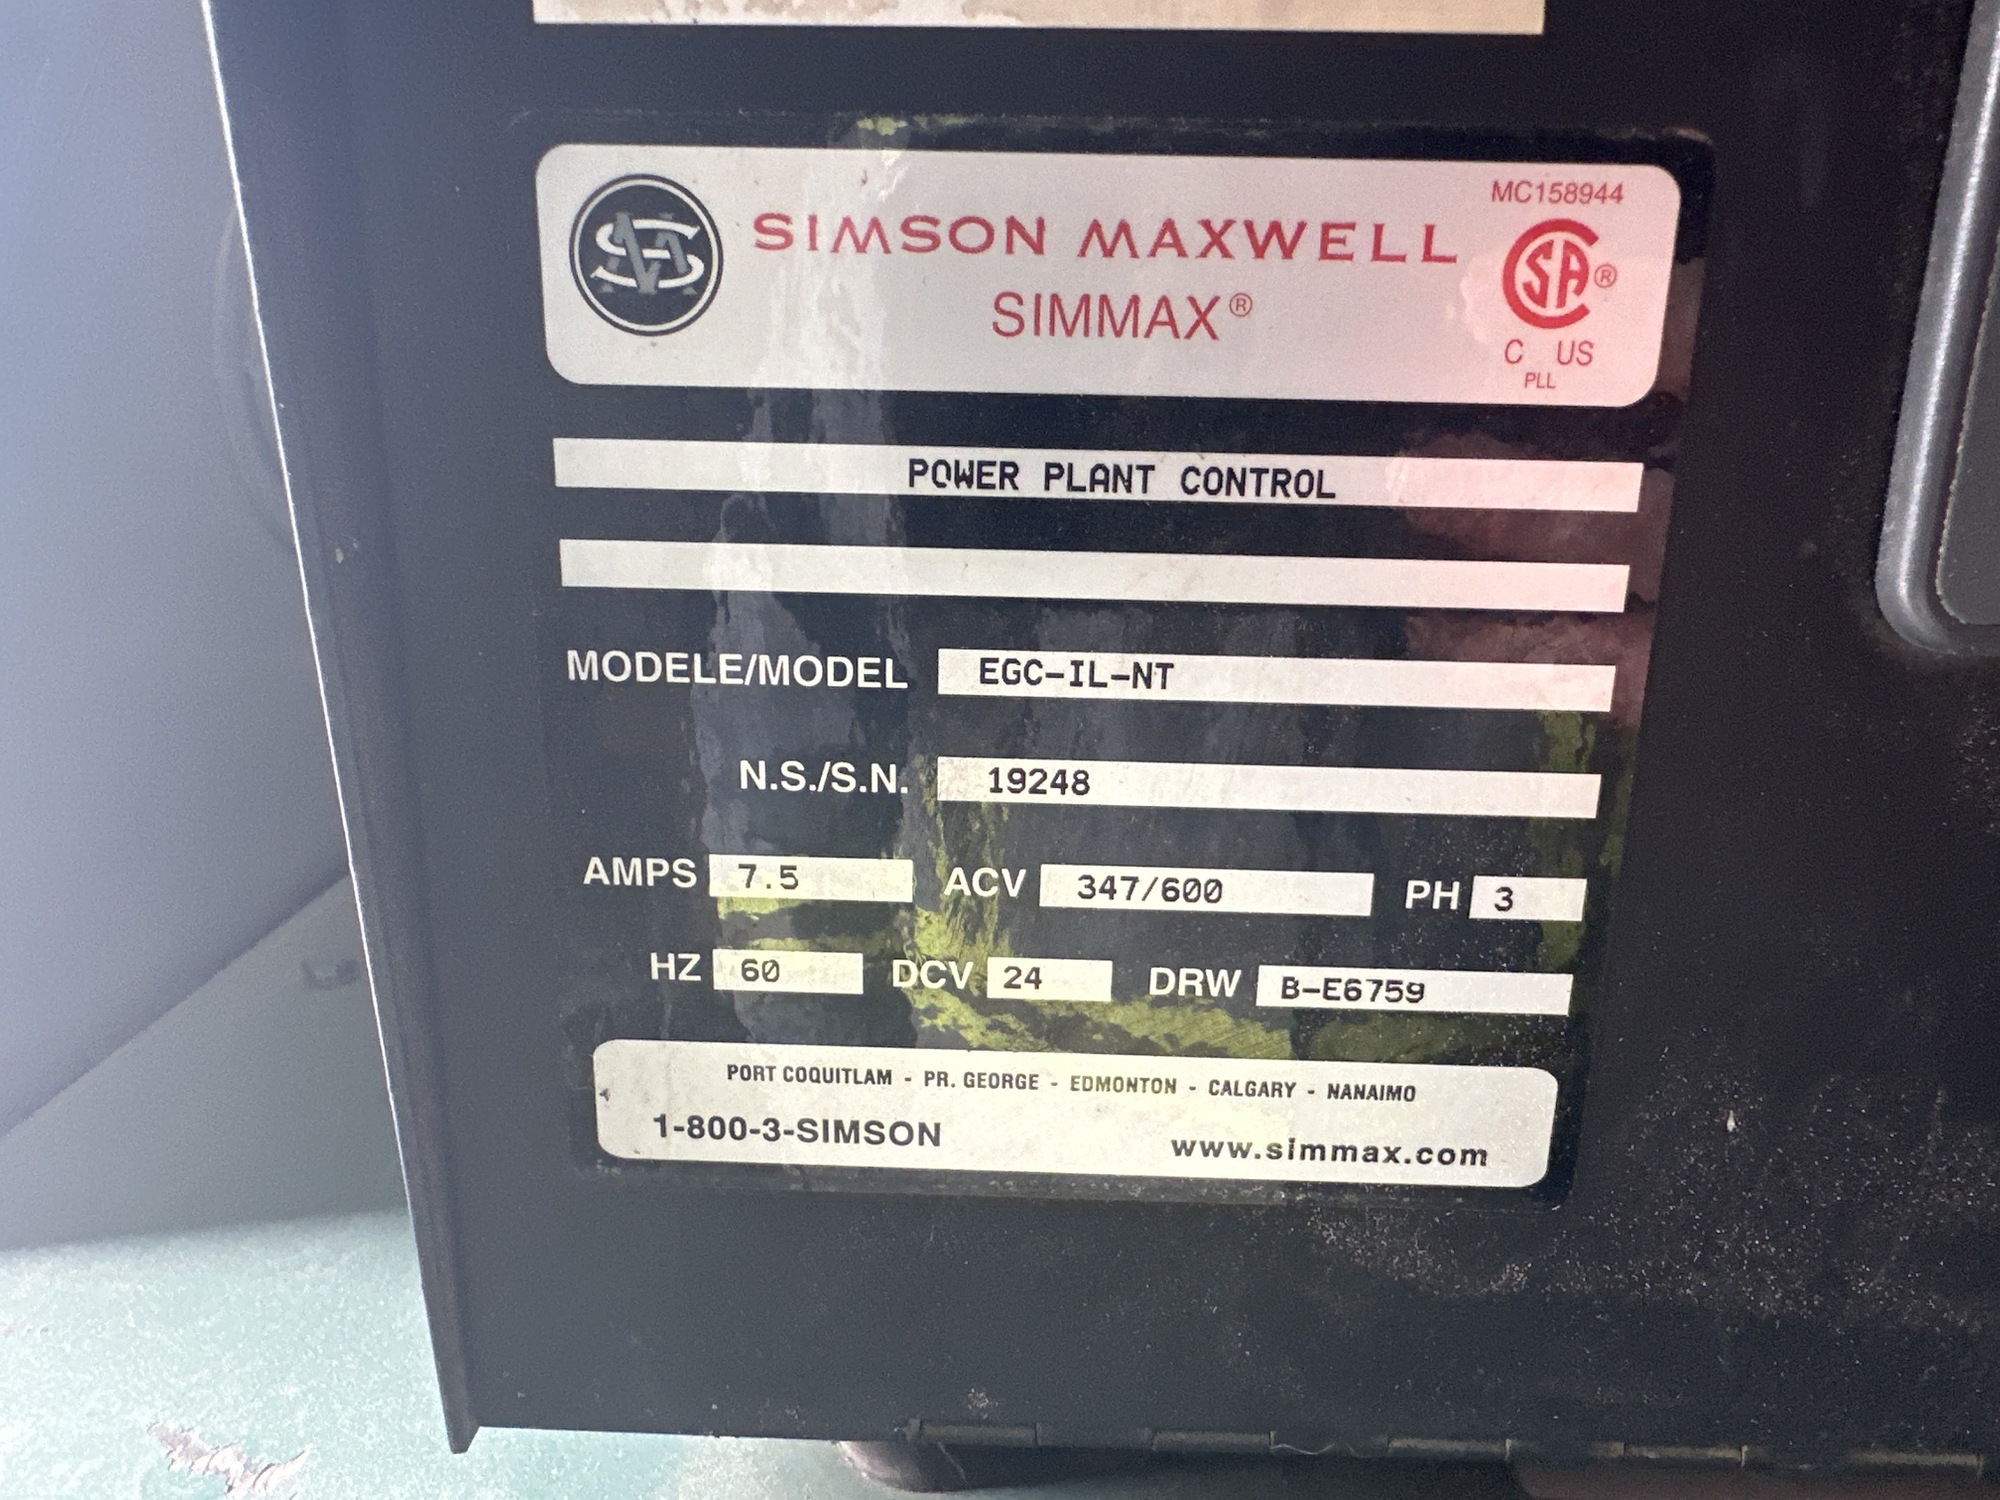 MC158944
SIMSON MAXWELL
SIMMAX®
SA®
C US
PLL
POWER PLANT CONTROL
MODELE/MODEL EGC-IL-NT
N.S./S.N. 19248
AMPS 7.5 ACV 347/600 PH 3
HZ 60 DCV 24 DRW B-E6759
PORT COQUITLAM - PR. GEORGE - EDMONTON - CALGARY - NANAIMO
1-800-3-SIMSON www.simmax.com